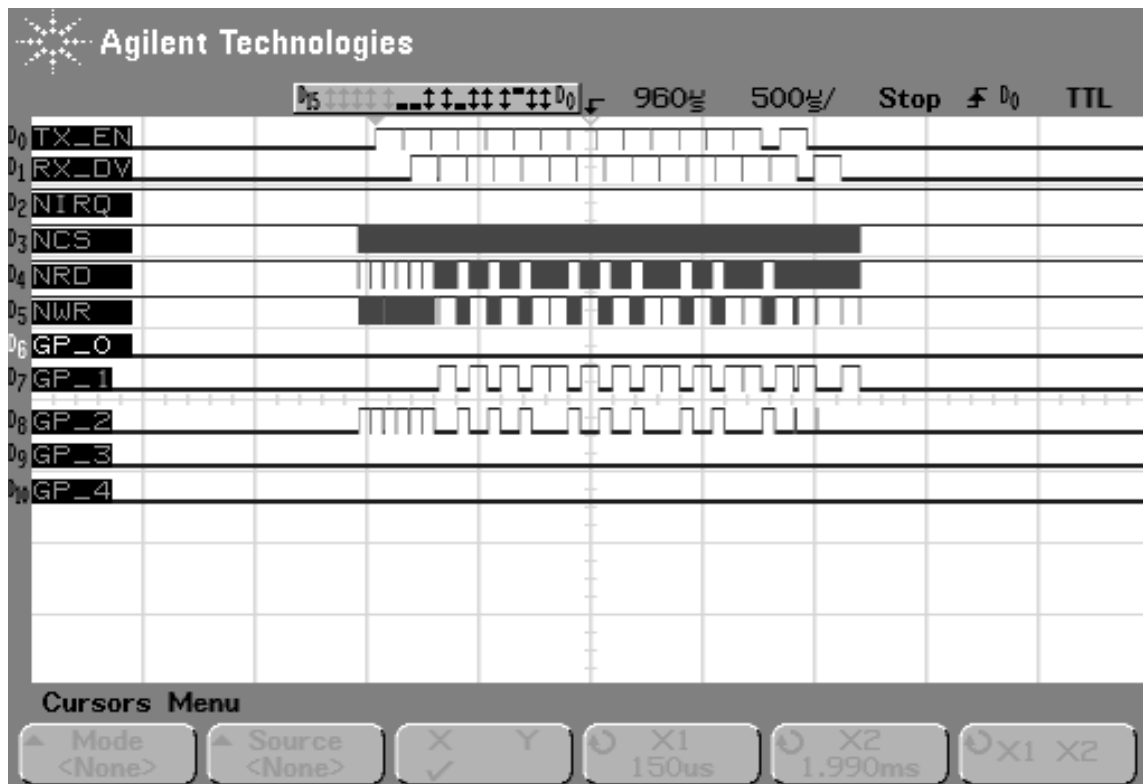 Agilent Technologies
D15 D0 960us 500us/ Stop D0 TTL
D0 TX_EN
D1 RX_DV
D2 NIRQ
D3 NCS
D4 NRD
D5 NWR
D6 GP_0
D7 GP_1
D8 GP_2
D9 GP_3
D10 GP_4
Cursors Menu
Mode
<None>
Source
<None>
X Y
✓
X1
150us
X2
1.990ms
X1 X2